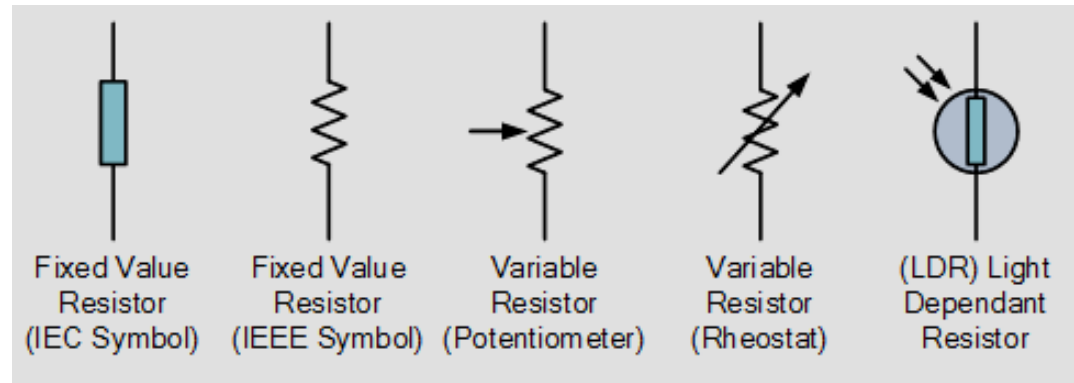 Fixed Value
Resistor
(IEC Symbol)
Fixed Value
Resistor
(IEEE Symbol)
Variable
Resistor
(Potentiometer)
Variable
Resistor
(Rheostat)
(LDR) Light
Dependant
Resistor